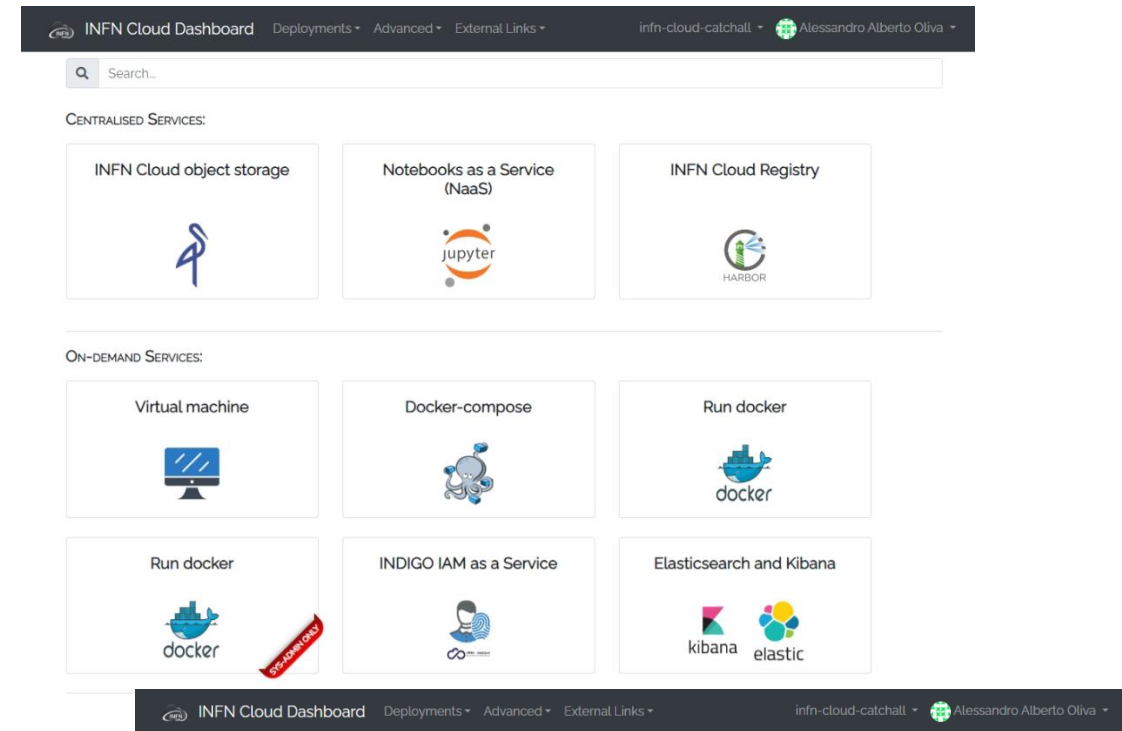 INFN INFN Cloud Dashboard Deployments Advanced External Links infn-cloud-catchall Alessandro Alberto Oliva
Search...
CENTRALISED SERVICES:
INFN Cloud object storage
Notebooks as a Service
(NaaS)
INFN Cloud Registry
jupyter
HARBOR
ON-DEMAND SERVICES:
Virtual machine
Docker-compose
Run docker
docker
Run docker
INDIGO IAM as a Service
Elasticsearch and Kibana
docker
SYS-ADMIN ONLY
kibana
elastic
INFN INFN Cloud Dashboard Deployments Advanced External Links infn-cloud-catchall Alessandro Alberto Oliva